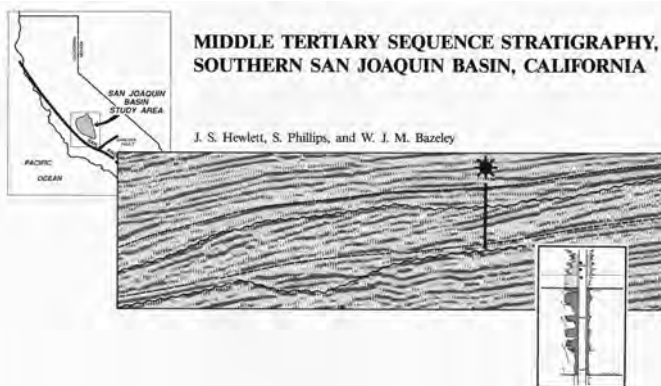 MIDDLE TERTIARY SEQUENCE STRATIGRAPHY,
SOUTHERN SAN JOAQUIN BASIN, CALIFORNIA
J. S. Hewlett, S. Phillips, and W. J. M. Bazeley
SAN JOAQUIN
BASIN
STUDY AREA
PACIFIC
OCEAN